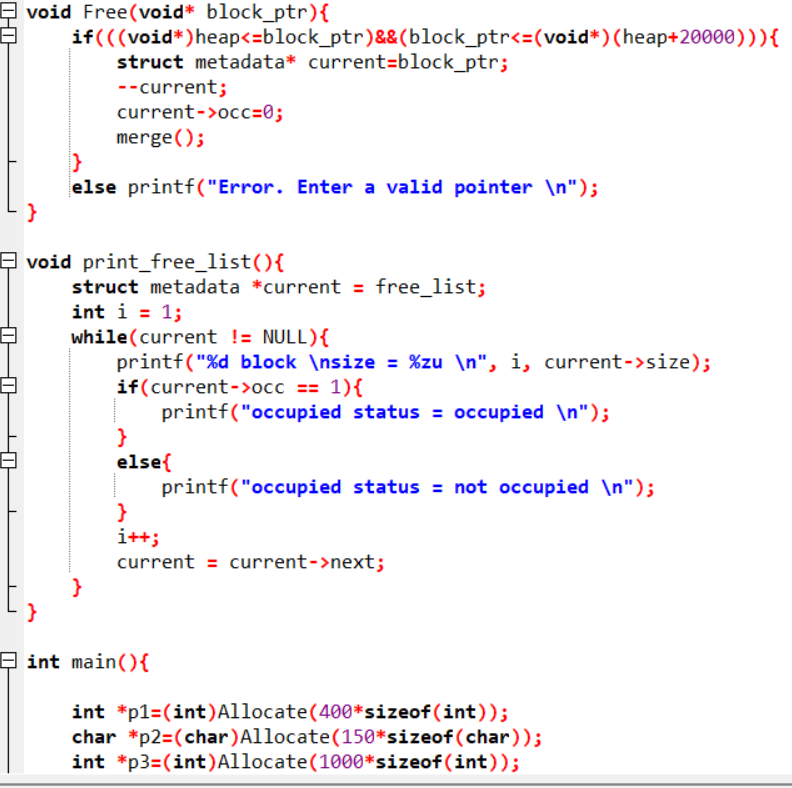 void Free(void* block_ptr){
if(((void*)heap<=block_ptr)&&(block_ptr<=(void*)(heap+20000))){
struct metadata* current=block_ptr;
--current;
current->occ=0;
merge();
}
else printf("Error. Enter a valid pointer \n");
}
void print_free_list(){
struct metadata *current = free_list;
int i = 1;
while(current != NULL){
printf("%d block \nsize = %zu \n", i, current->size);
if(current->occ == 1){
printf("occupied status = occupied \n");
}
else{
printf("occupied status = not occupied \n");
}
i++;
current = current->next;
}
}
int main(){
int *p1=(int)Allocate(400*sizeof(int));
char *p2=(char)Allocate(150*sizeof(char));
int *p3=(int)Allocate(1000*sizeof(int));